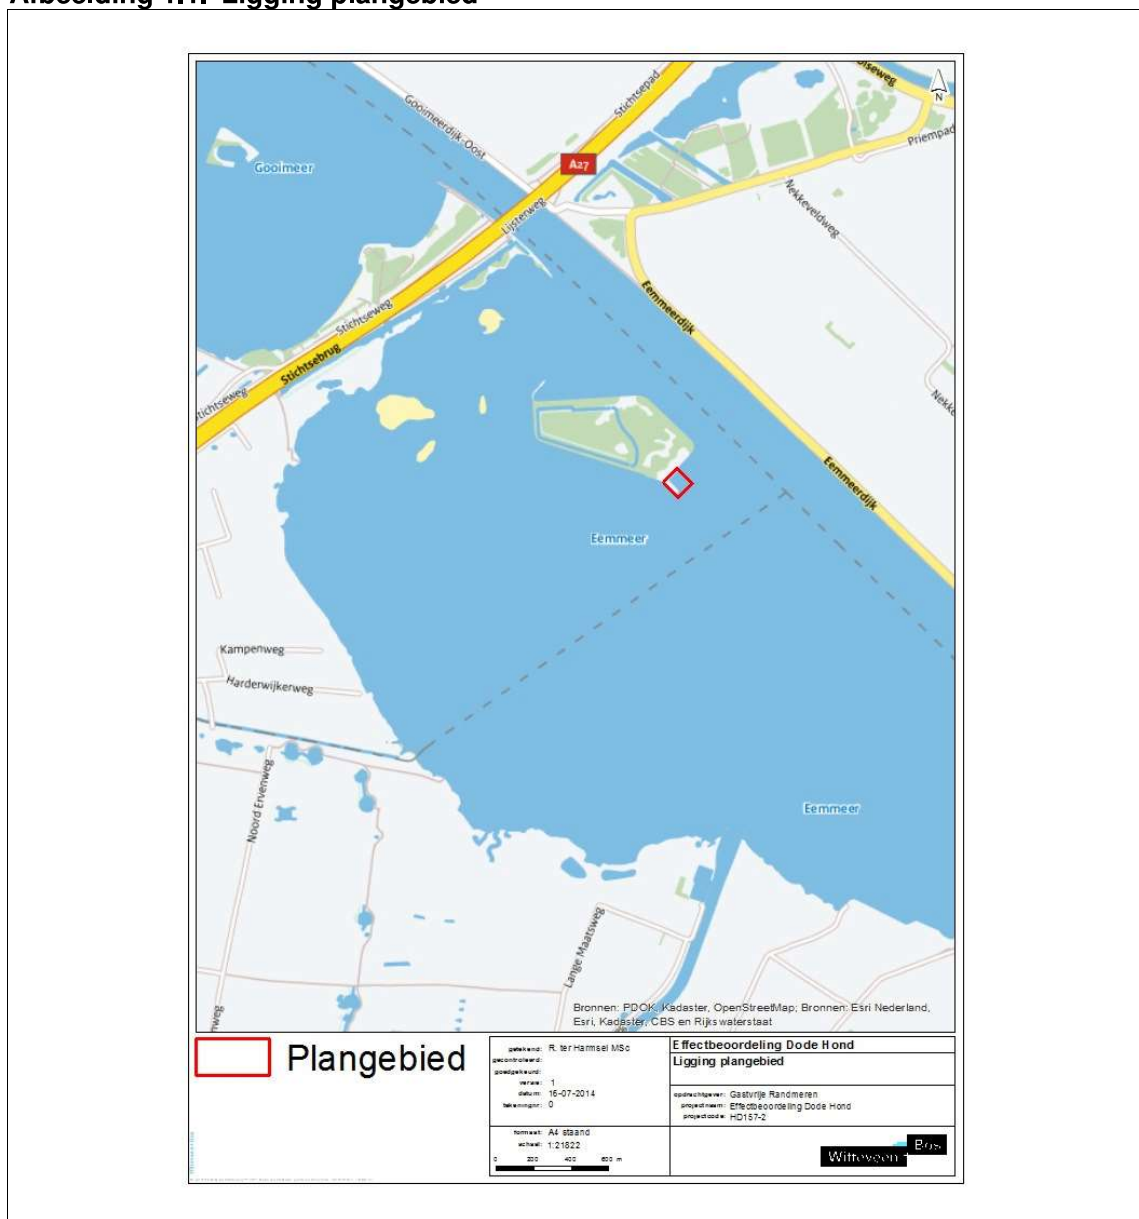 Afbeelding 1.1. Ligging plangebied
N
Gooimeerdijk-Oost
Stichtsepad
Priempad
Gooimeer
A27
Lijsterweg
Nekkeveldweg
Stichtseweg
Eemmeerdijk
Stichtsebrug
Stichtseweg
Eemmeerdijk
Eemmeer
Kampenweg
Harderwijkerweg
Noord Ervenweg
Eemmeer
Lange Maatsweg
Bronnen: PDOK, Kadaster, OpenStreetMap; Bronnen: Esri Nederland,
Esri, Kadaster, CBS en Rijkswaterstaat
Plangebied
getekend: R. ter Harmsel MSc
gecontroleerd:
goedgekeurd:
versie: 1
datum: 16-07-2014
tekeningnr: 0
formaat: A4 staand
schaal: 1:21822
0 200 400 600 m
Effectbeoordeling Dode Hond
Ligging plangebied
opdrachtgever: Gastvrije Randmeren
projectnaam: Effectbeoordeling Dode Hond
projectcode: HD157-2
Witteveen + Bos